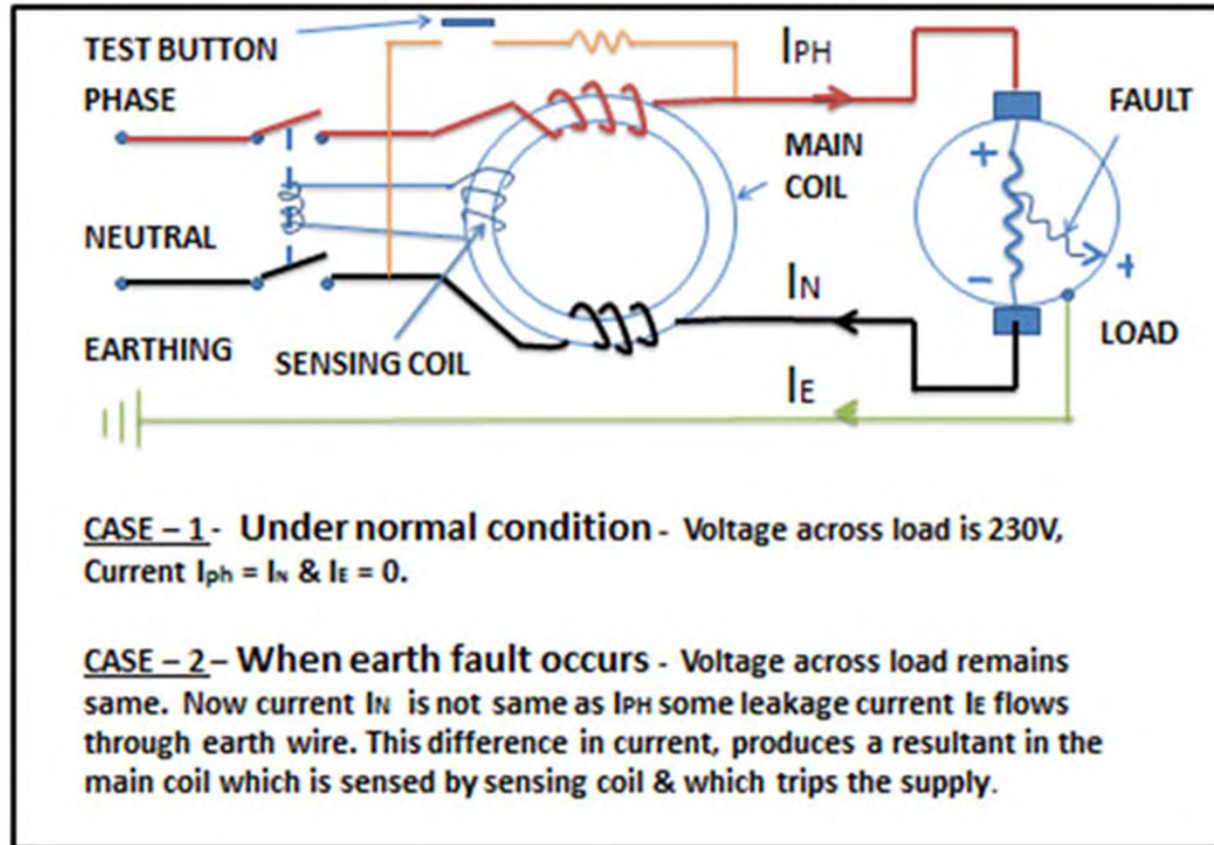 TEST BUTTON
PHASE
IPH
FAULT
MAIN
COIL
+
NEUTRAL
IN
-
+
EARTHING
SENSING COIL
LOAD
IE
CASE – 1 - Under normal condition - Voltage across load is 230V,
Current Iph = IN & IE = 0.
CASE – 2 – When earth fault occurs - Voltage across load remains
same. Now current IN is not same as IPH some leakage current IE flows
through earth wire. This difference in current, produces a resultant in the
main coil which is sensed by sensing coil & which trips the supply.